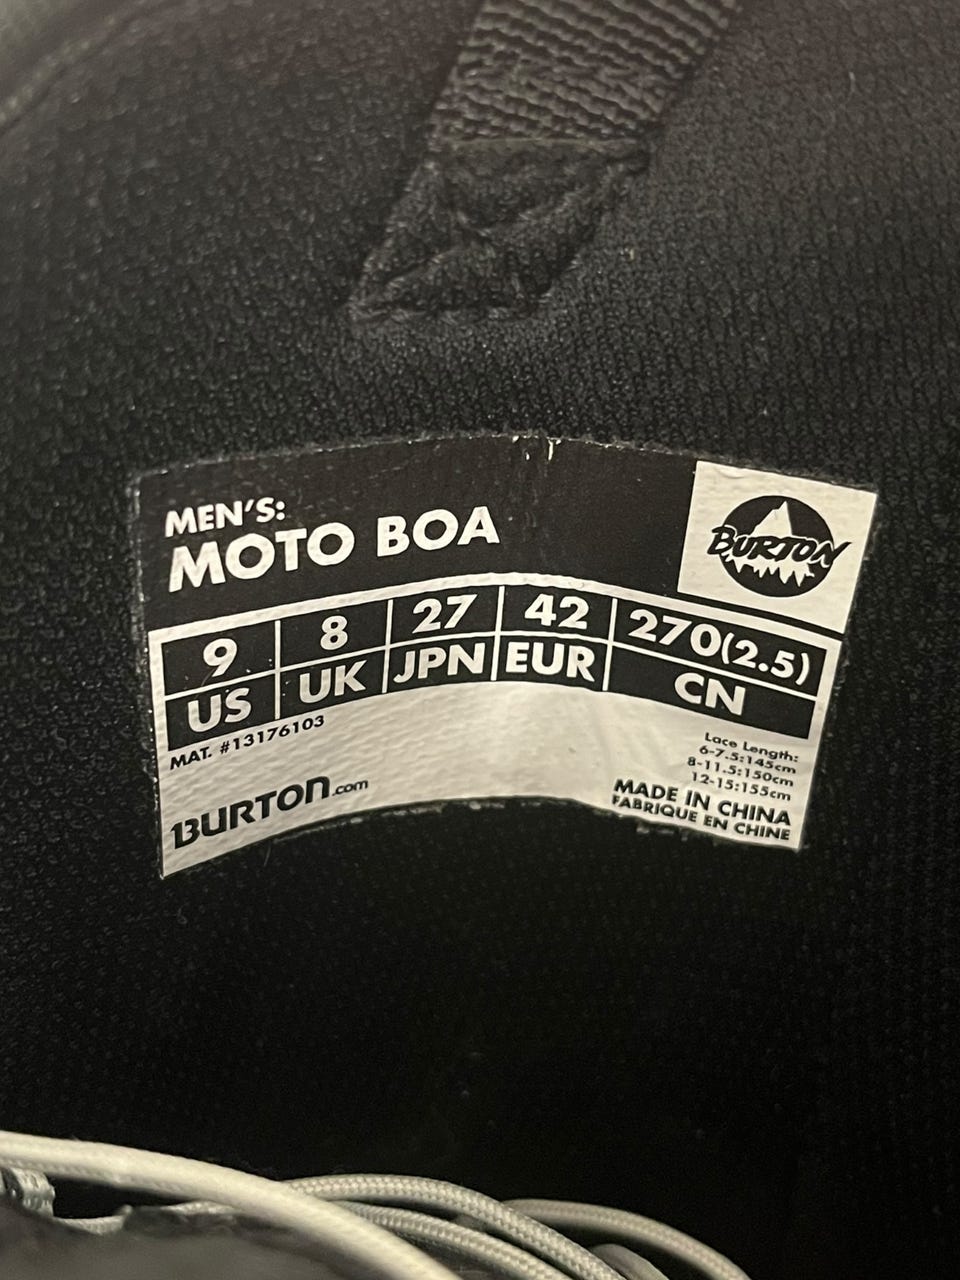 MEN'S:
MOTO BOA
BURTON
9 8 27 42 270(2.5)
US UK JPN EUR CN
MAT. #13176103
Lace Length:
6-7.5:145cm
8-11.5:150cm
12-15:155cm
BURTON.com
MADE IN CHINA
FABRIQUE EN CHINE